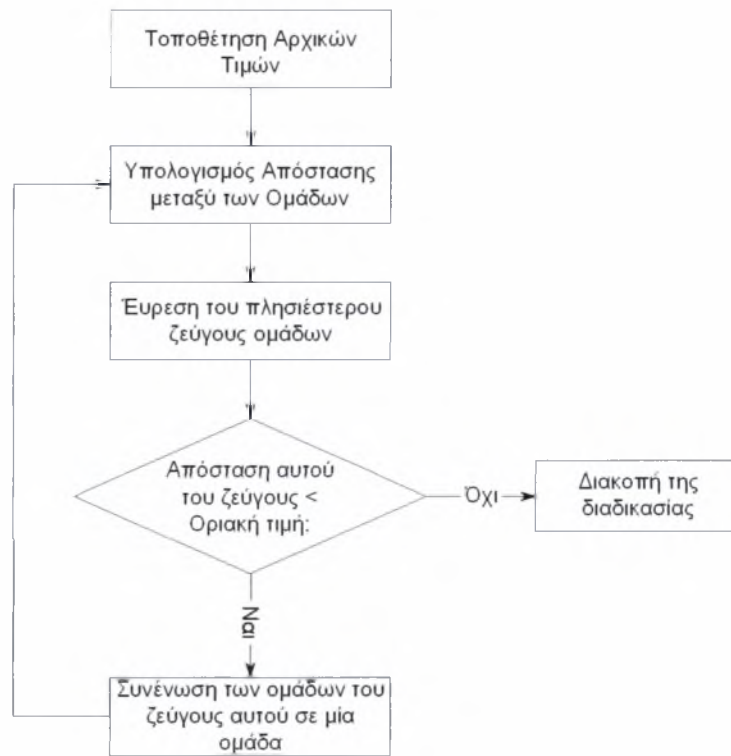 Τοποθέτηση Αρχικών
Τιμών
Υπολογισμός Απόστασης
μεταξύ των Ομάδων
Έυρεση του πλησιέστερου
ζεύγους ομάδων
Απόσταση αυτού
του ζεύγους <
Οριακή τιμή:
Όχι
Διακοπή της
διαδικασίας
Ναι
Συνένωση των ομάδων του
ζεύγους αυτού σε μία
ομάδα